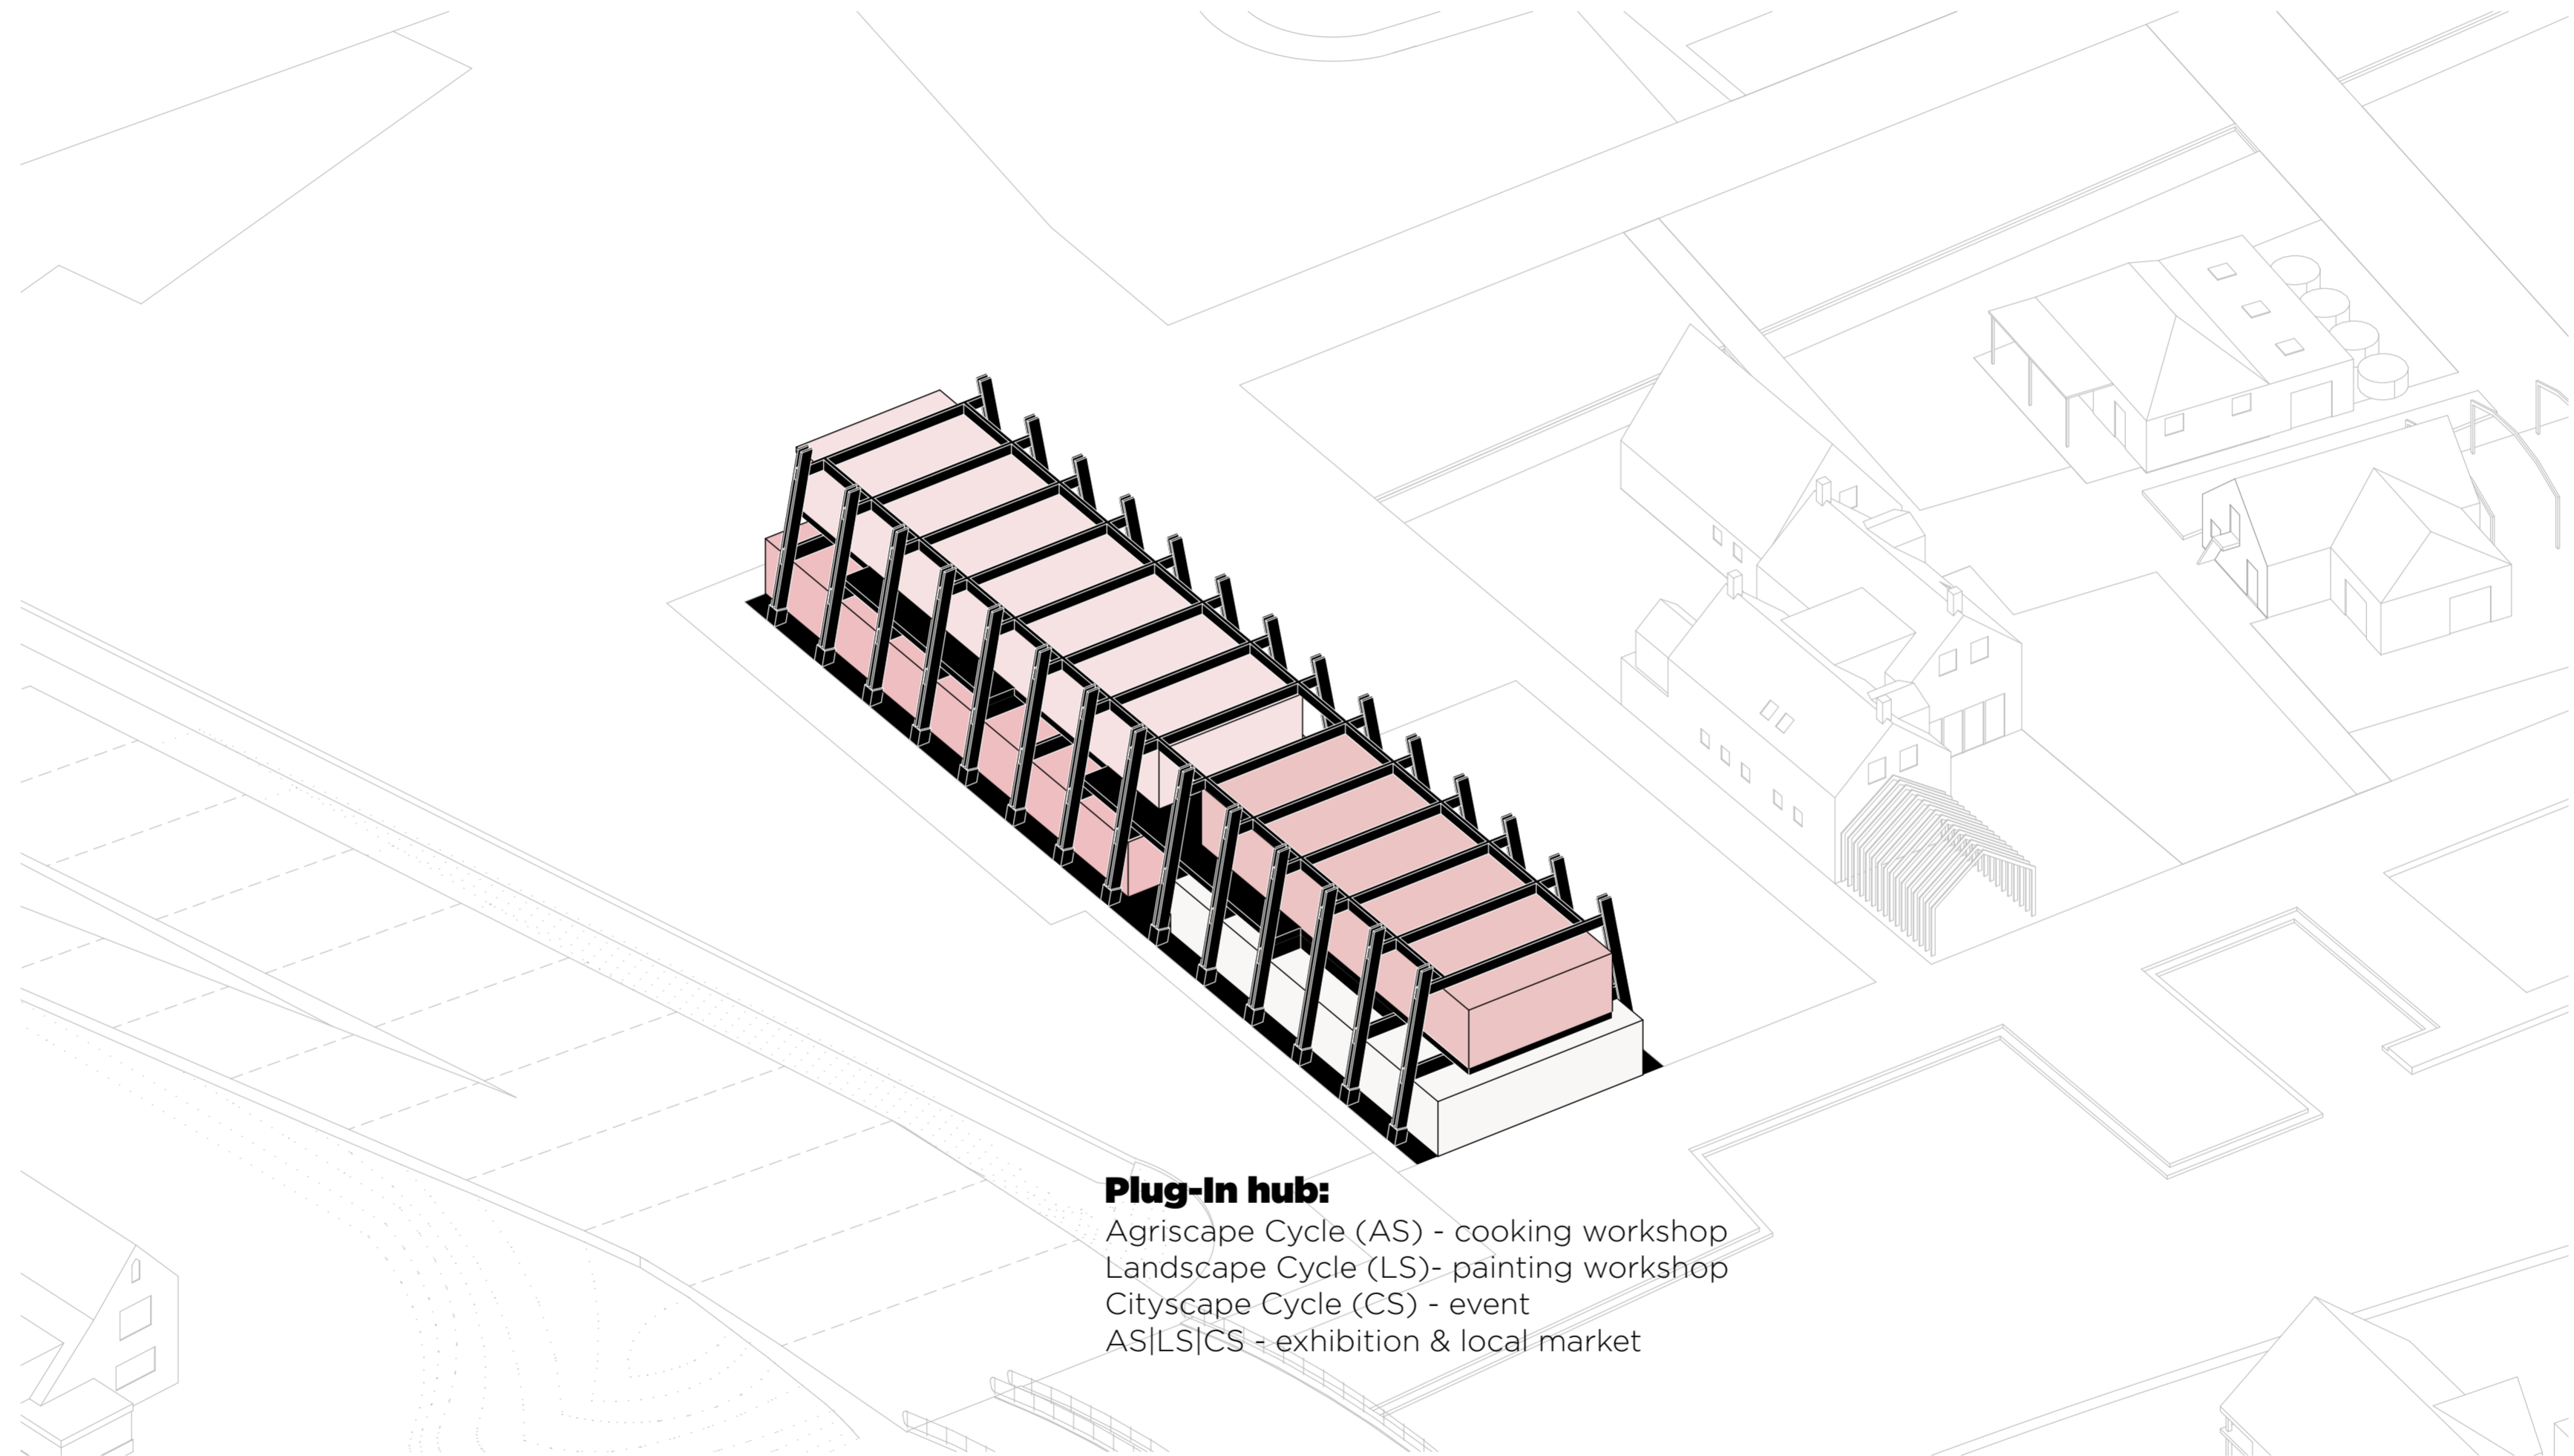 Plug-In hub:
Agriscape Cycle (AS) - cooking workshop
Landscape Cycle (LS)- painting workshop
Cityscape Cycle (CS) - event
AS|LS|CS - exhibition & local market